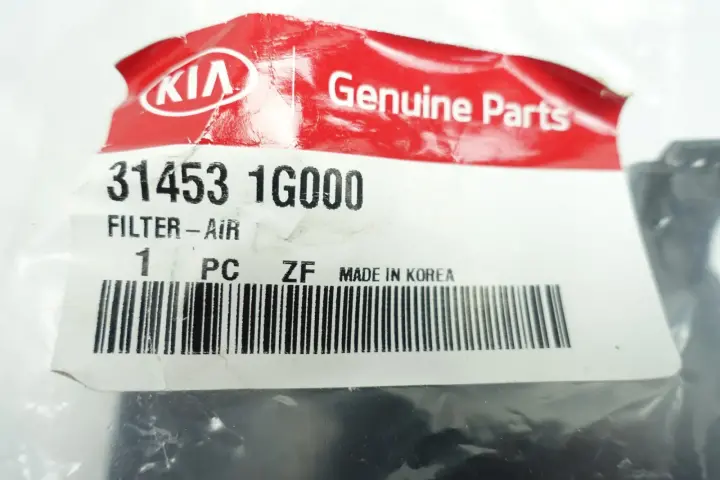 KIA Genuine Parts
31453 1G000
FILTER-AIR
1 PC ZF MADE IN KOREA